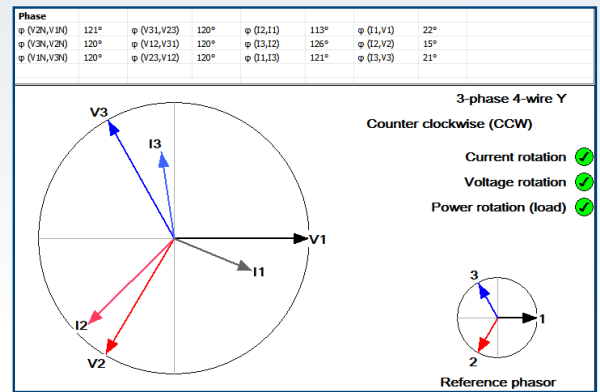 Phase
φ (V2N,V1N) 121° φ (V31,V23) 120° φ (I2,I1) 113° φ (I1,V1) 22°
φ (V3N,V2N) 120° φ (V12,V31) 120° φ (I3,I2) 126° φ (I2,V2) 15°
φ (V1N,V3N) 120° φ (V23,V12) 120° φ (I1,I3) 121° φ (I3,V3) 21°
3-phase 4-wire Y
Counter clockwise (CCW)
Current rotation
Voltage rotation
Power rotation (load)
V3
I3
V1
I1
I2
V2
3
1
2
Reference phasor